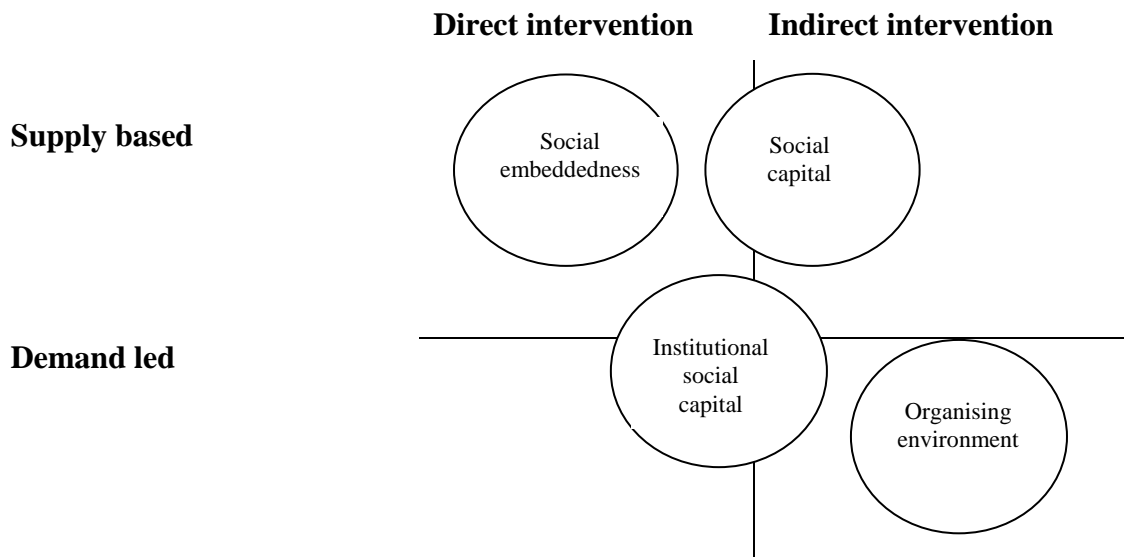 Direct intervention Indirect intervention
Supply based
Social
embeddedness
Social
capital
Demand led
Institutional
social
capital
Organising
environment